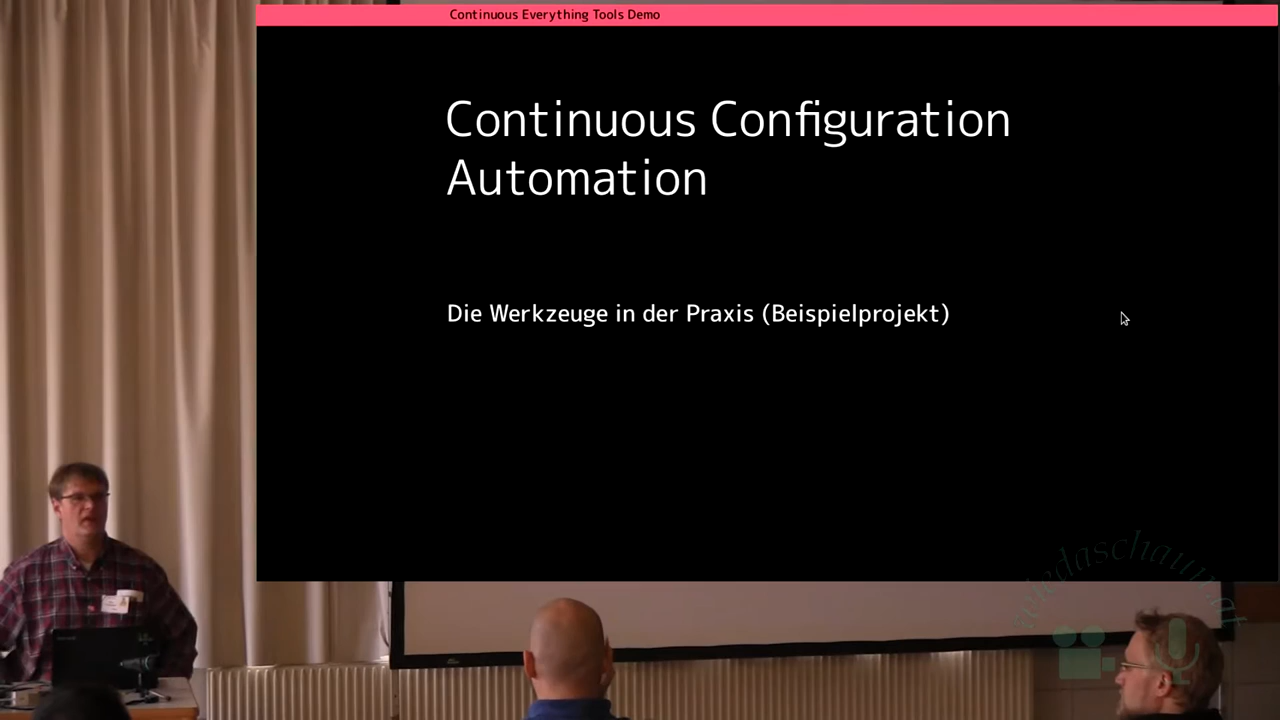 Continuous Everything Tools Demo
Continuous Configuration
Automation
Die Werkzeuge in der Praxis (Beispielprojekt)